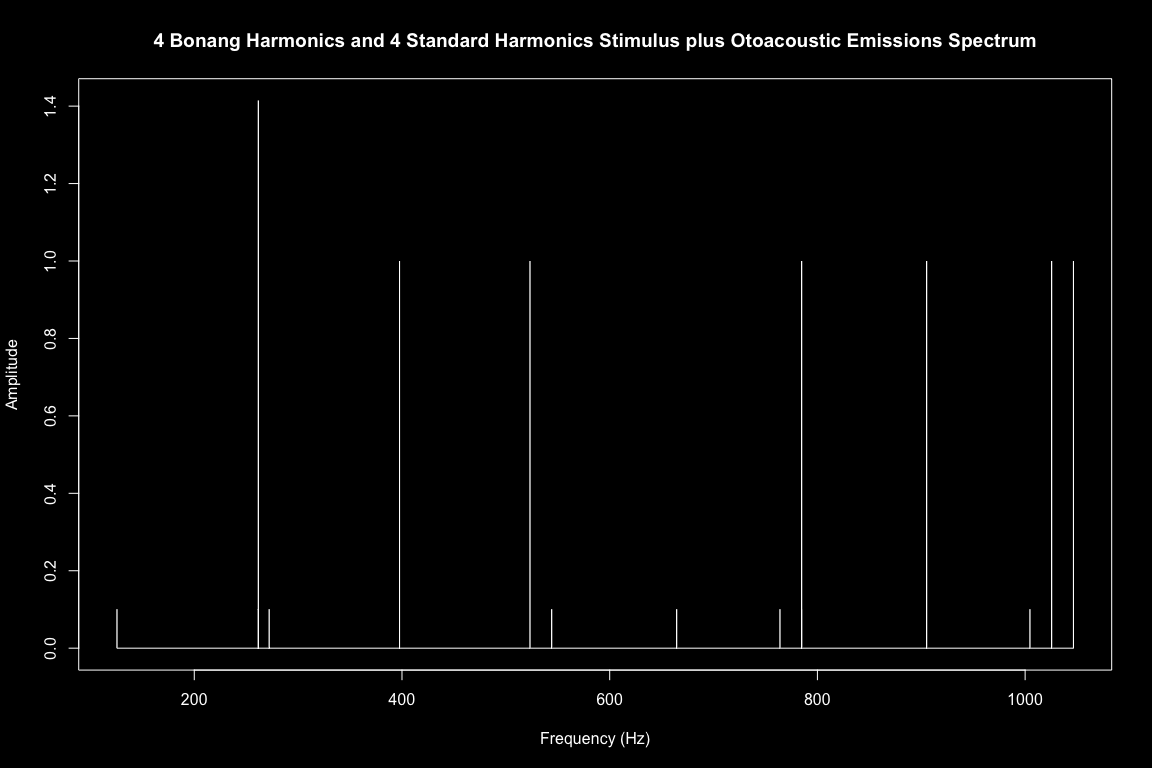 4 Bonang Harmonics and 4 Standard Harmonics Stimulus plus Otoacoustic Emissions Spectrum
Amplitude
1.4
1.2
1.0
0.8
0.6
0.4
0.2
0.0
200 400 600 800 1000
Frequency (Hz)